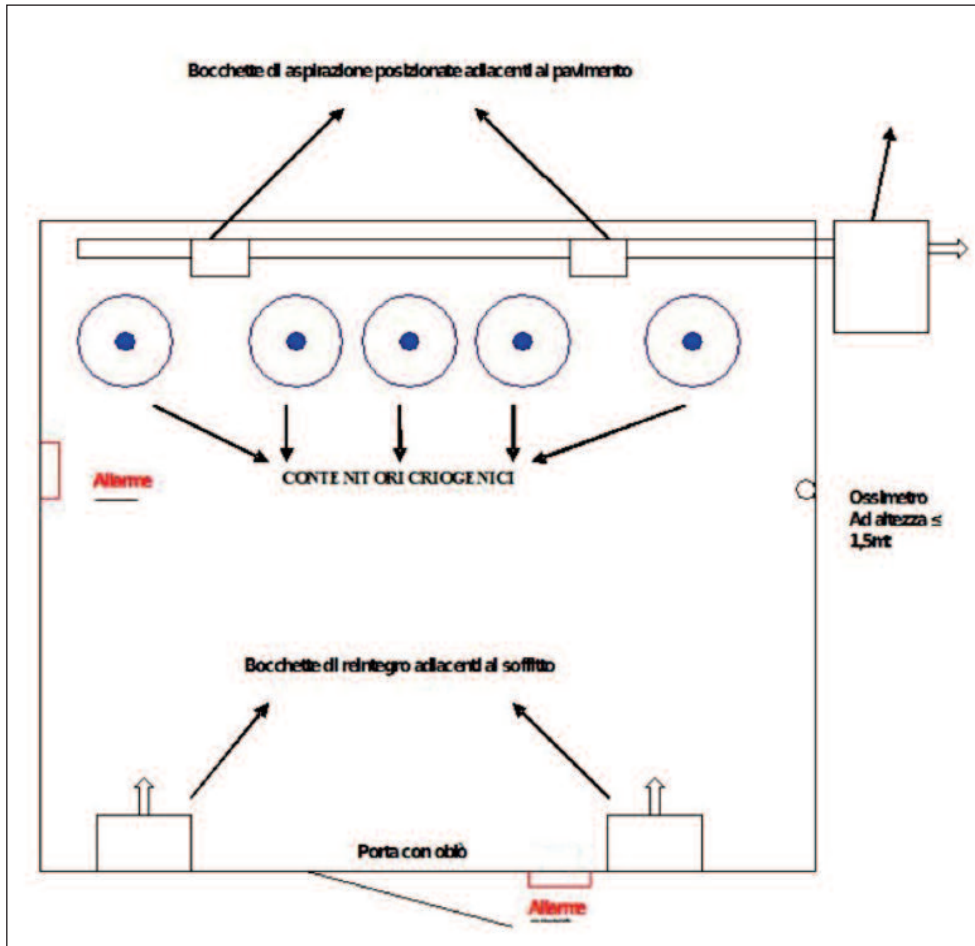 Bocchette di aspirazione posizionate adiacenti al pavimento
Allarme
CONTENITORI CRIOGENICI
Ossimetro
Ad altezza ≤
1,5mt
Bocchette di reintegro adiacenti al soffitto
Porta con oblò
Allarme